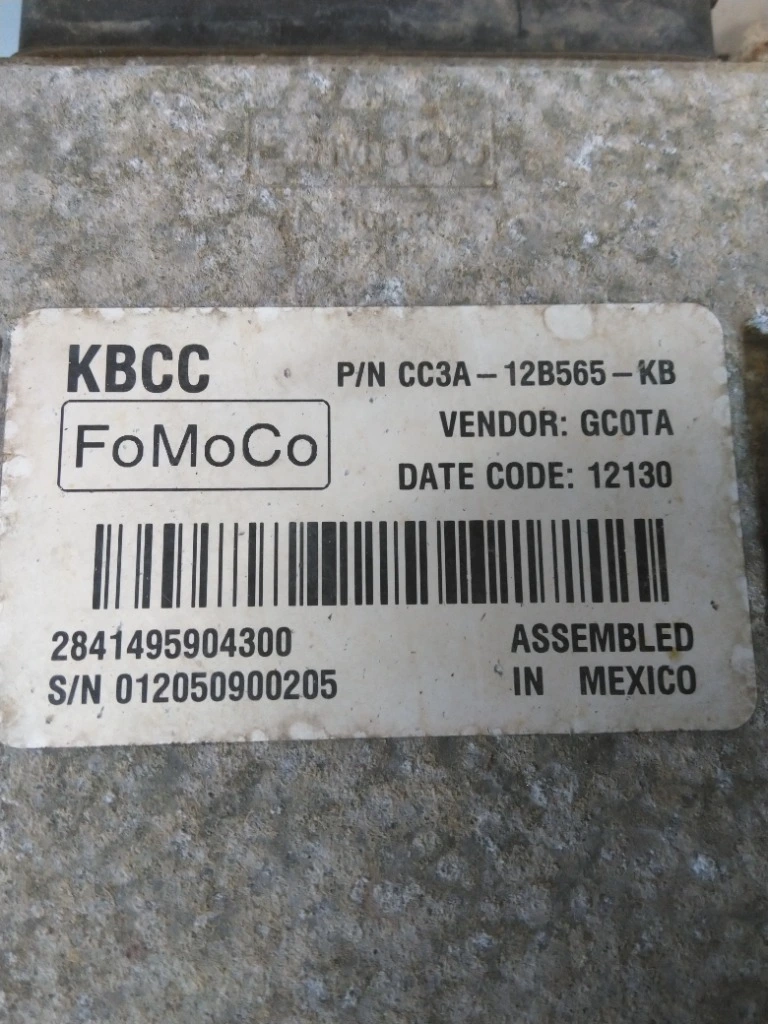 KBCC
P/N CC3A-12B565-KB
FoMoCo
VENDOR: GC0TA
DATE CODE: 12130
2841495904300
ASSEMBLED
S/N 012050900205
IN MEXICO